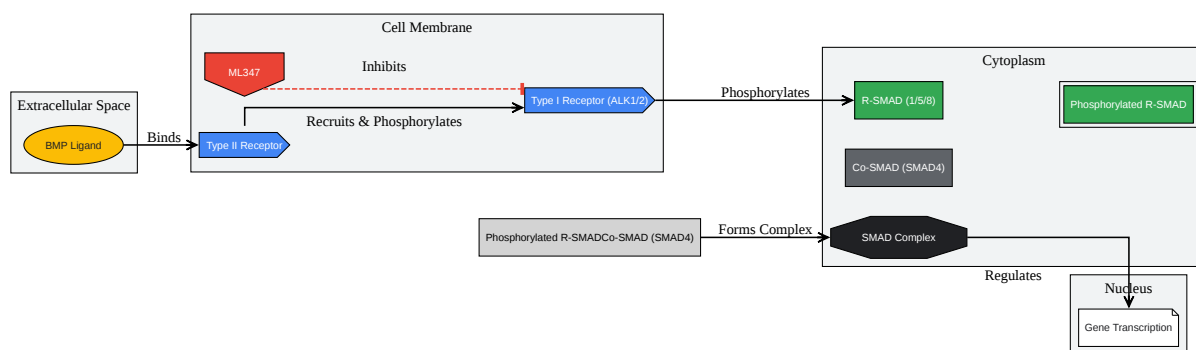 Cell Membrane
ML347
Inhibits
Cytoplasm
Extracellular Space
BMP Ligand
Binds
Type II Receptor
Recruits & Phosphorylates
Type I Receptor (ALK1/2)
Phosphorylates
R-SMAD (1/5/8)
Phosphorylated R-SMAD
Co-SMAD (SMAD4)
Phosphorylated R-SMADCo-SMAD (SMAD4)
Forms Complex
SMAD Complex
Regulates
Nucleus
Gene Transcription